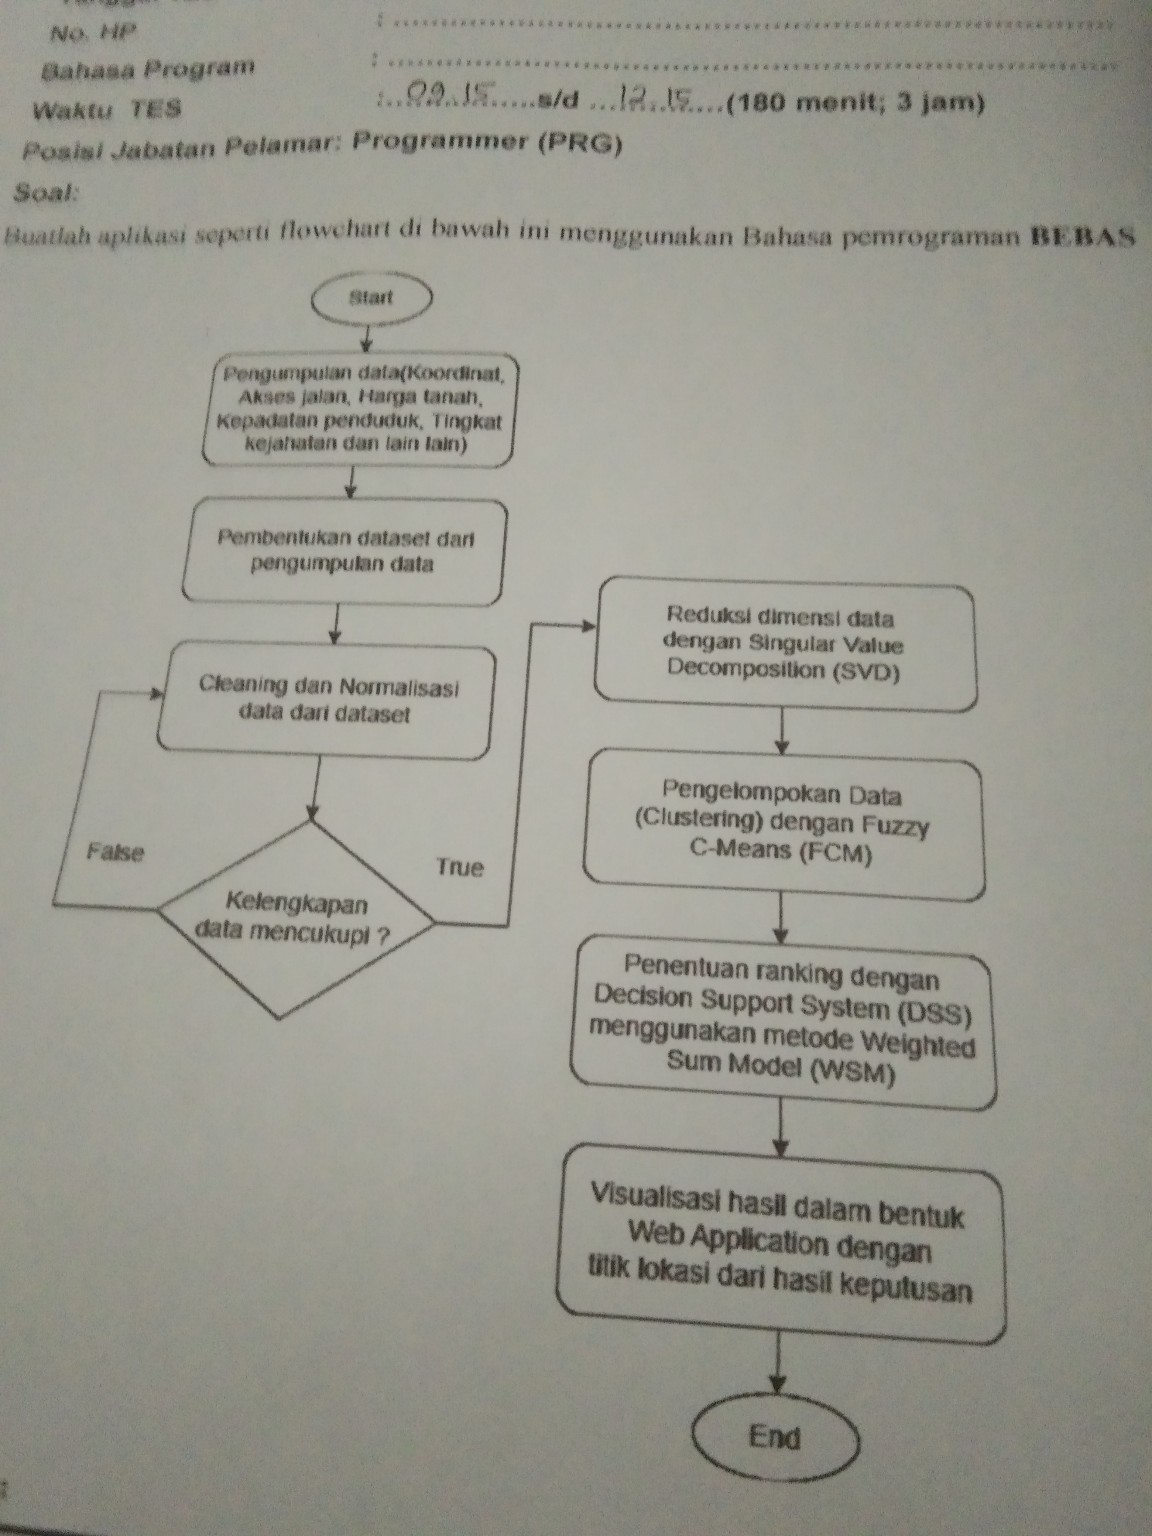 No. HP :
Bahasa Program :
Waktu TES : 09.15 s/d 12.15 (180 menit; 3 jam)
Posisi Jabatan Pelamar: Programmer (PRG)
Soal:
Buatlah aplikasi seperti flowchart di bawah ini menggunakan Bahasa pemrograman BEBAS
Start
Pengumpulan data(Koordinat,
Akses jalan, Harga tanah,
Kepadatan penduduk, Tingkat
kejahatan dan lain lain)
Pembentukan dataset dari
pengumpulan data
Cleaning dan Normalisasi
data dari dataset
False
True
Kelengkapan
data mencukupi ?
Reduksi dimensi data
dengan Singular Value
Decomposition (SVD)
Pengelompokan Data
(Clustering) dengan Fuzzy
C-Means (FCM)
Penentuan ranking dengan
Decision Support System (DSS)
menggunakan metode Weighted
Sum Model (WSM)
Visualisasi hasil dalam bentuk
Web Application dengan
titik lokasi dari hasil keputusan
End